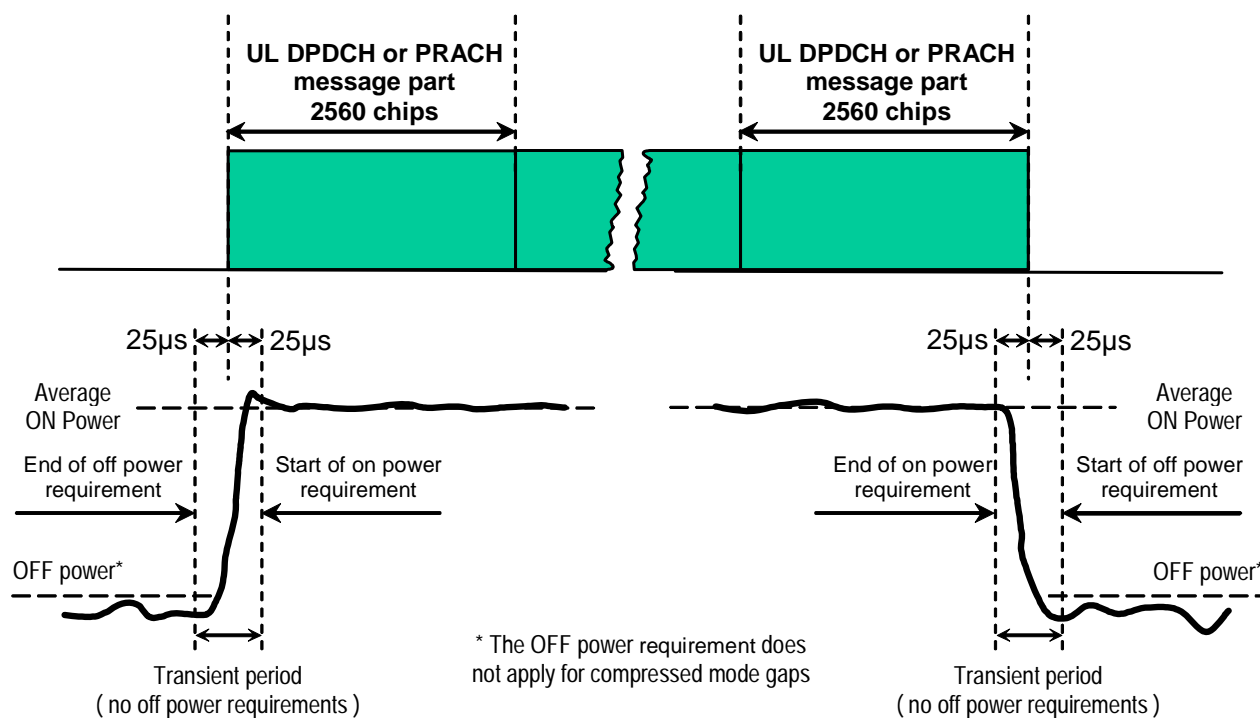 UL DPDCH or PRACH
message part
2560 chips
UL DPDCH or PRACH
message part
2560 chips
25µs
25µs
25µs
25µs
Average
ON Power
Average
ON Power
End of off power
requirement
Start of on power
requirement
End of on power
requirement
Start of off power
requirement
OFF power*
OFF power*
* The OFF power requirement does
not apply for compressed mode gaps
Transient period
( no off power requirements )
Transient period
( no off power requirements )